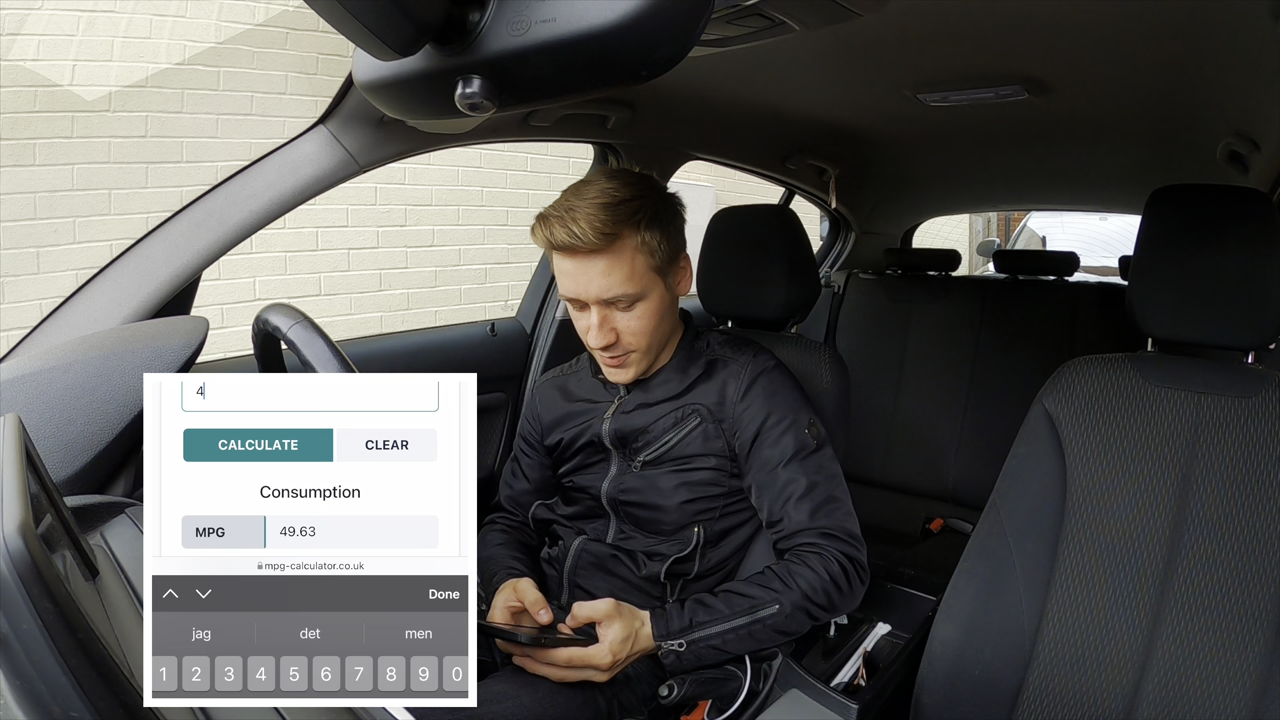 4
CALCULATE CLEAR
Consumption
MPG 49.63
mpg-calculator.co.uk
Done
jag det men
1 2 3 4 5 6 7 8 9 0